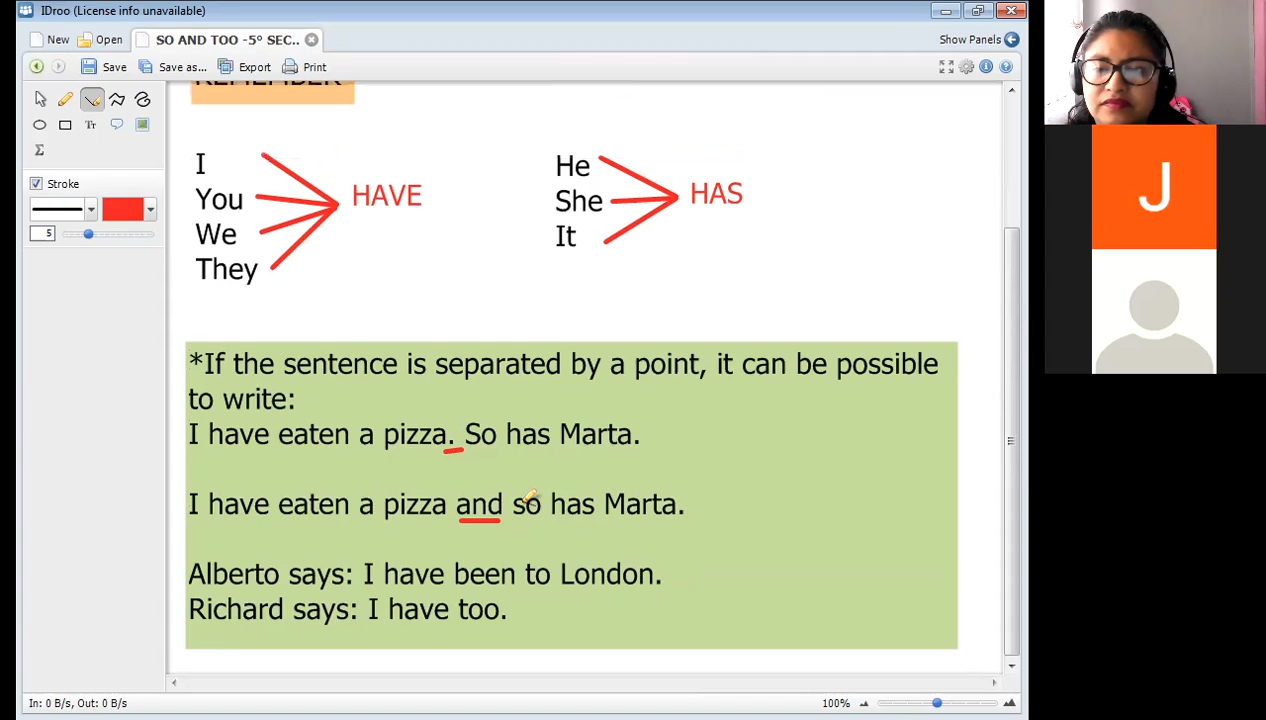 IDroo (License info unavailable)
New Open SO AND TOO -5° SEC.. Show Panels
Save Save as... Export Print
REMEMBER
Tr
Σ
Stroke
5
I
You
We
They
HAVE
He
She
It
HAS
*If the sentence is separated by a point, it can be possible
to write:
I have eaten a pizza. So has Marta.
I have eaten a pizza and so has Marta.
Alberto says: I have been to London.
Richard says: I have too.
In: 0 B/s, Out: 0 B/s
100%
J